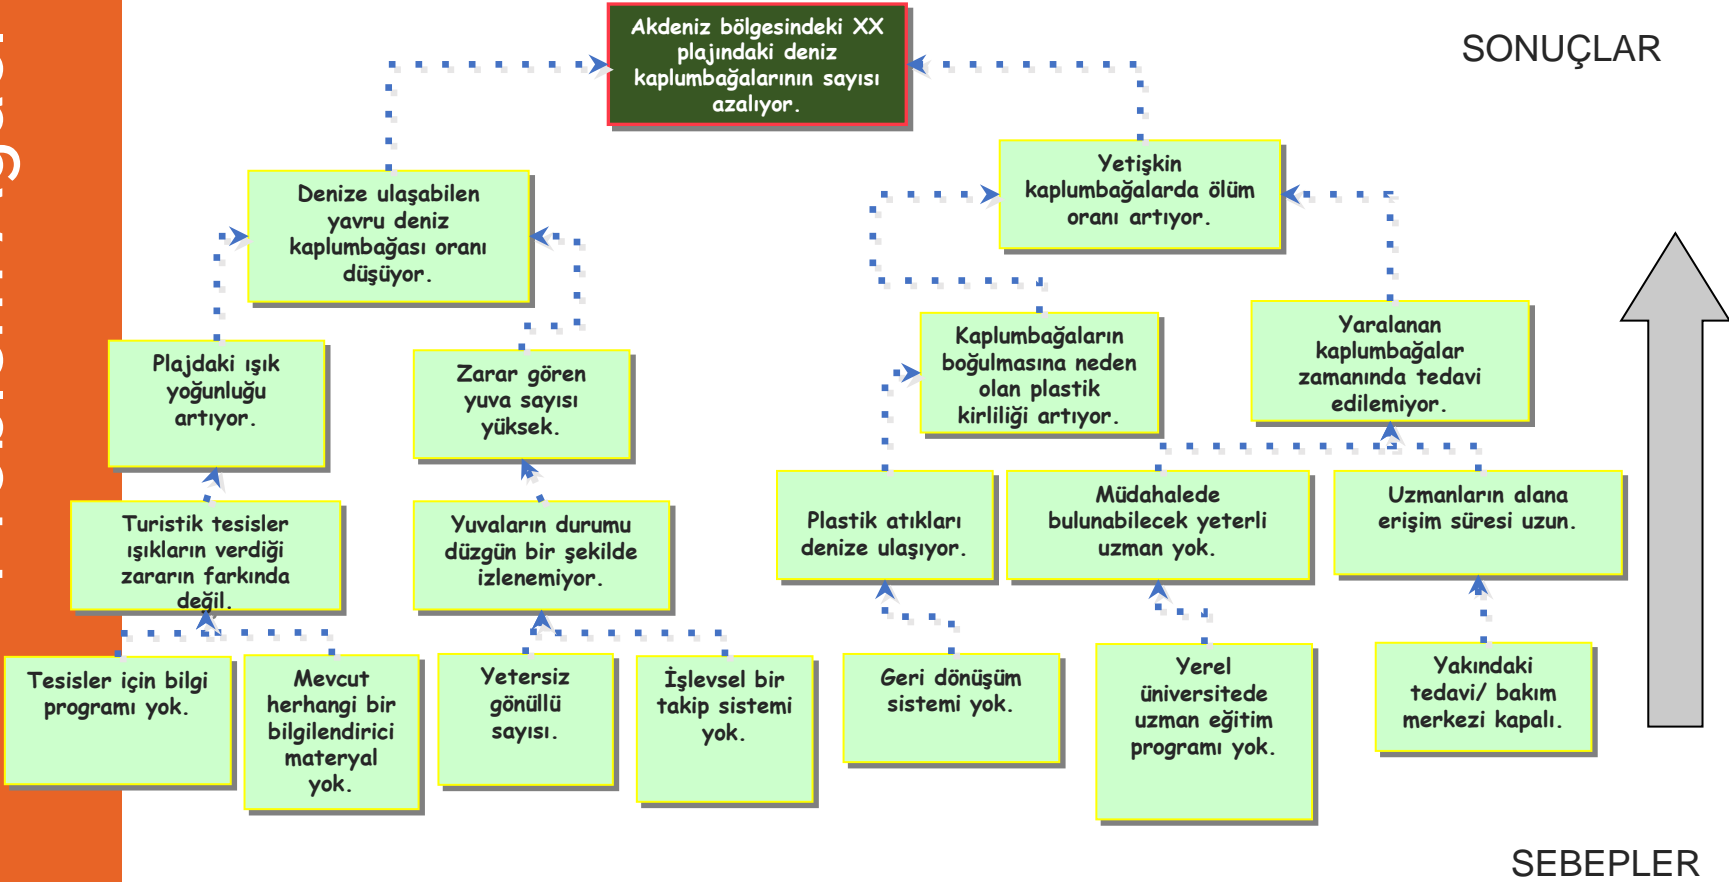 Akdeniz bölgesindeki XX
plajındaki deniz
kaplumbağalarının sayısı
azalıyor.
SONUÇLAR
Denize ulaşabilen
yavru deniz
kaplumbağası oranı
düşüyor.
Yetişkin
kaplumbağalarda ölüm
oranı artıyor.
Plajdaki ışık
yoğunluğu
artıyor.
Zarar gören
yuva sayısı
yüksek.
Kaplumbağaların
boğulmasına neden
olan plastik
kirliliği artıyor.
Yaralanan
kaplumbağalar
zamanında tedavi
edilemiyor.
Turistik tesisler
ışıkların verdiği
zararın farkında
değil.
Yuvaların durumu
düzgün bir şekilde
izlenemiyor.
Plastik atıkları
denize ulaşıyor.
Müdahalede
bulunabilecek yeterli
uzman yok.
Uzmanların alana
erişim süresi uzun.
Tesisler için bilgi
programı yok.
Mevcut
herhangi bir
bilgilendirici
materyal
yok.
Yetersiz
gönüllü
sayısı.
İşlevsel bir
takip sistemi
yok.
Geri dönüşüm
sistemi yok.
Yerel
üniversitede
uzman eğitim
programı yok.
Yakındaki
tedavi/ bakım
merkezi kapalı.
SEBEPLER